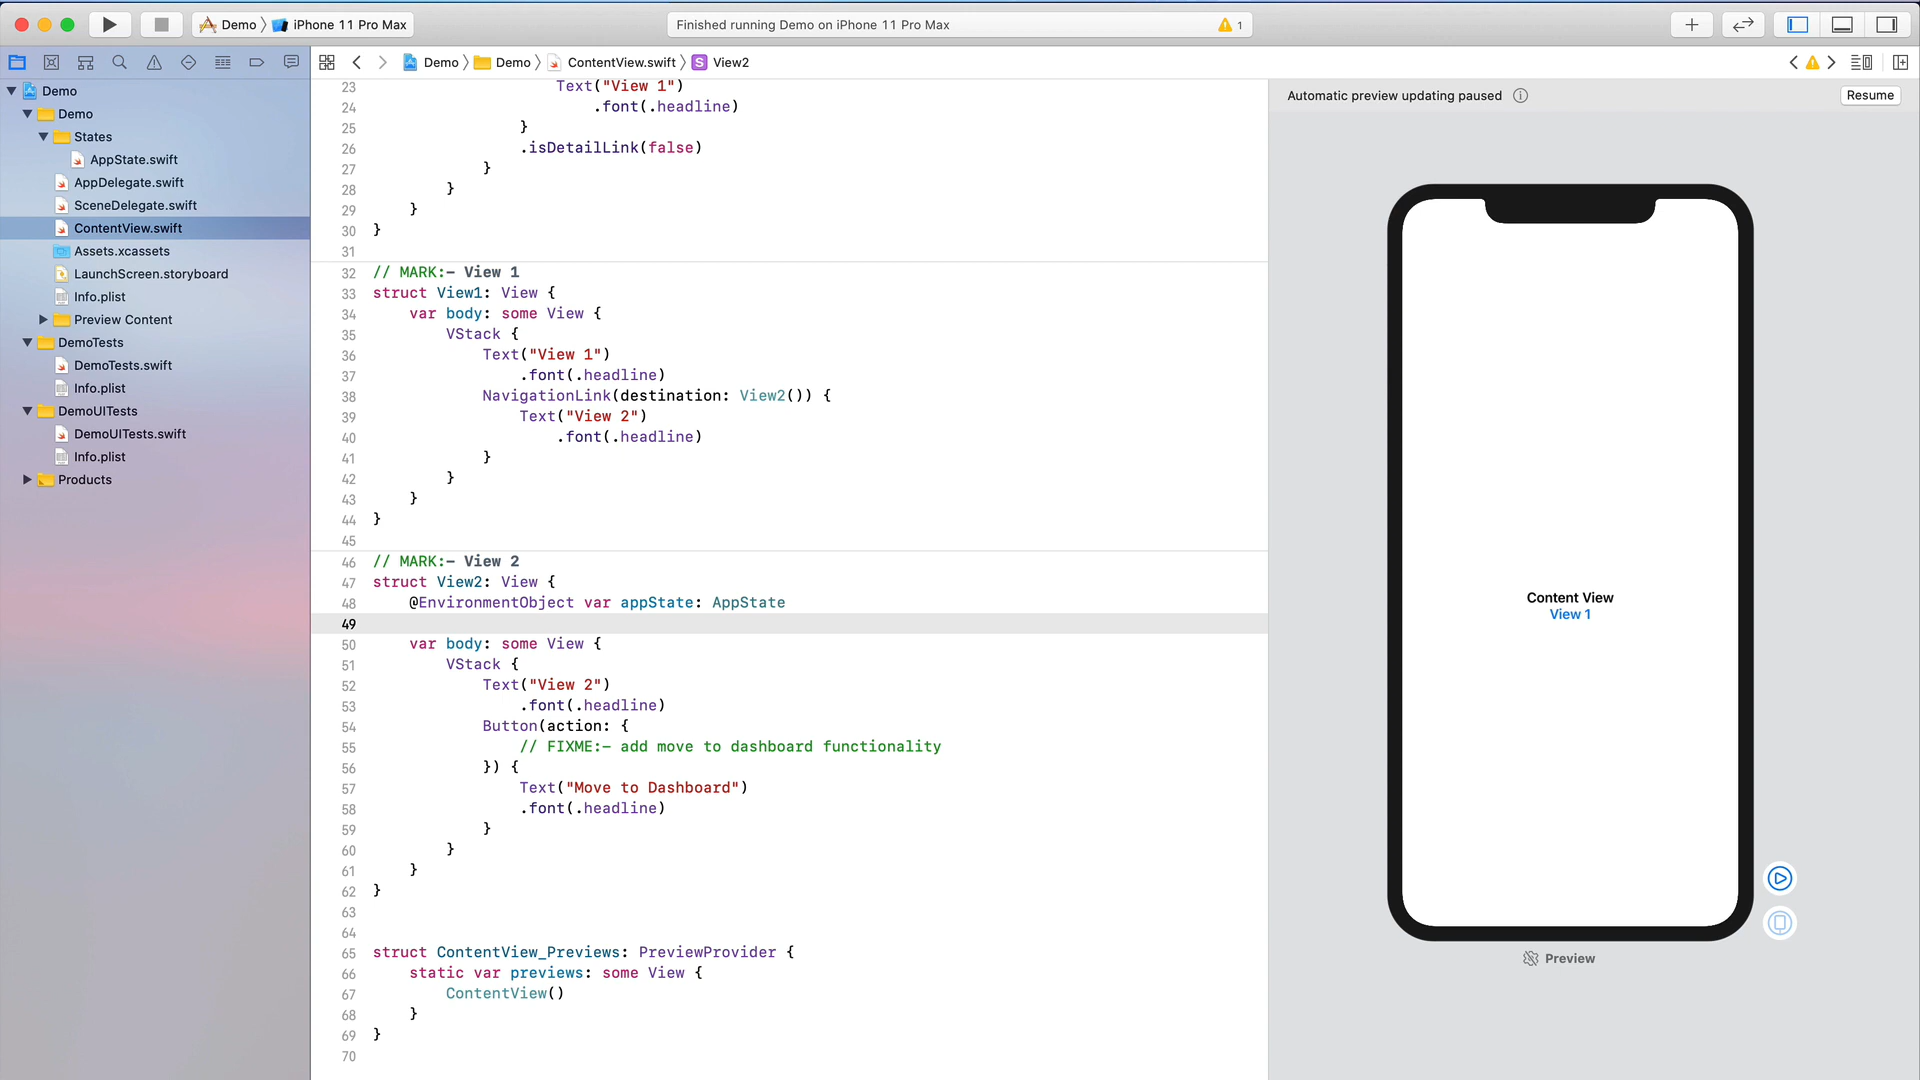 Demo 〉 iPhone 11 Pro Max
Finished running Demo on iPhone 11 Pro Max
1
Demo 〉 Demo 〉 ContentView.swift 〉 S View2
Demo
Demo
States
AppState.swift
AppDelegate.swift
SceneDelegate.swift
ContentView.swift
Assets.xcassets
LaunchScreen.storyboard
Info.plist
Preview Content
DemoTests
DemoTests.swift
Info.plist
DemoUITests
DemoUITests.swift
Info.plist
Products
23 Text("View 1")
24 .font(.headline)
25 }
26 .isDetailLink(false)
27 }
28 }
29 }
30 }
31
32 // MARK:- View 1
33 struct View1: View {
34 var body: some View {
35 VStack {
36 Text("View 1")
37 .font(.headline)
38 NavigationLink(destination: View2()) {
39 Text("View 2")
40 .font(.headline)
41 }
42 }
43 }
44 }
45
46 // MARK:- View 2
47 struct View2: View {
48 @EnvironmentObject var appState: AppState
49
50 var body: some View {
51 VStack {
52 Text("View 2")
53 .font(.headline)
54 Button(action: {
55 // FIXME:- add move to dashboard functionality
56 }) {
57 Text("Move to Dashboard")
58 .font(.headline)
59 }
60 }
61 }
62 }
63
64
65 struct ContentView_Previews: PreviewProvider {
66 static var previews: some View {
67 ContentView()
68 }
69 }
70
Automatic preview updating paused
Resume
Content View
View 1
Preview